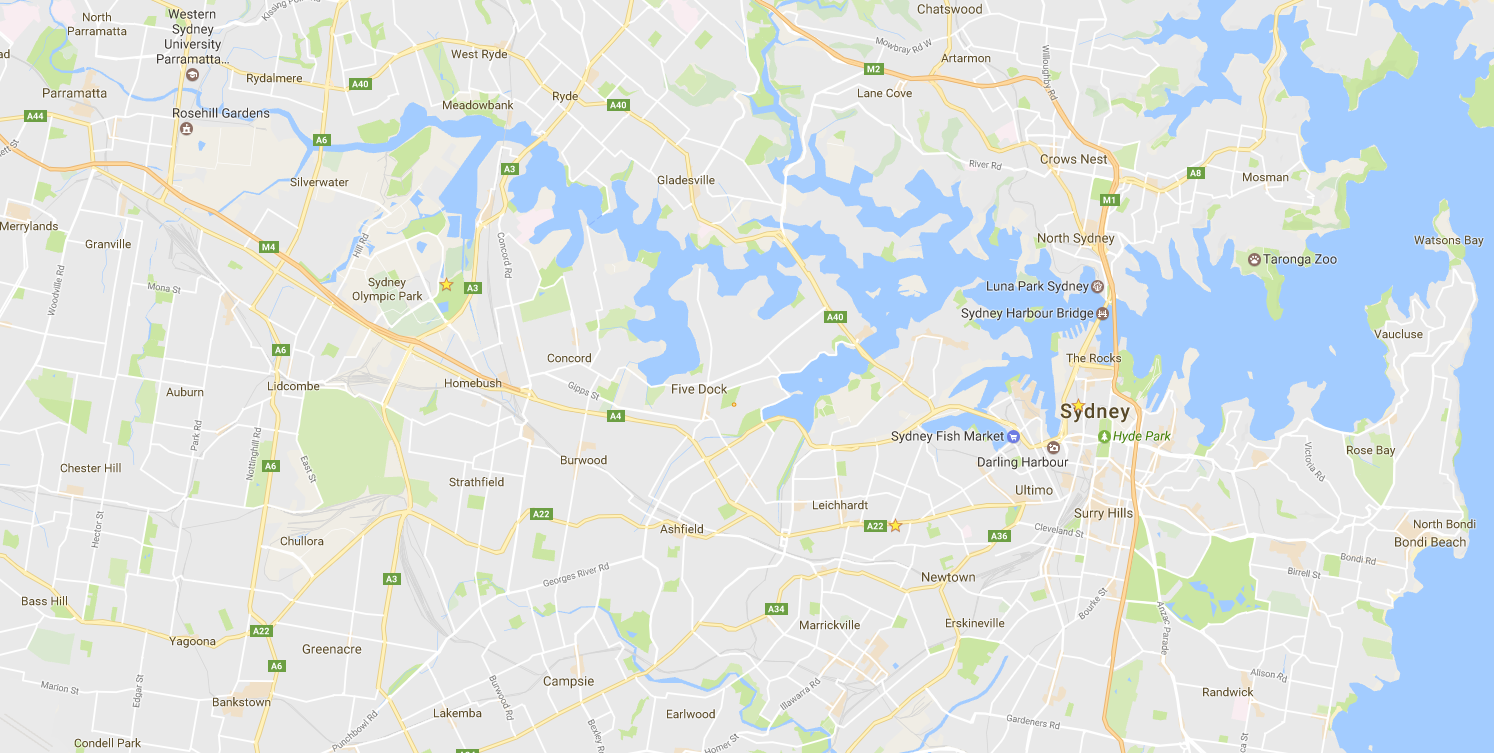 North
Parramatta
Western
Sydney
University
Parramatta...
Kissing Point Rd
Chatswood
West Ryde
Mowbray Rd W
Artarmon
Willoughby Rd
M2
Rydalmere
A40
Parramatta
Ryde
Meadowbank
A40
Lane Cove
Rosehill Gardens
A44
A6
Crows Nest
River Rd
A3
A8
Mosman
Silverwater
Gladesville
M1
Merrylands
Granville
M4
Hill Rd
Concord Rd
North Sydney
Watsons Bay
Taronga Zoo
Woodville Rd
Mona St
Sydney
Olympic Park
A3
Luna Park Sydney
Sydney Harbour Bridge
A40
Vaucluse
A6
Concord
The Rocks
Auburn
Lidcombe
Homebush
Gipps St
Five Dock
A4
Sydney
Sydney Fish Market
Hyde Park
Park Rd
Nottinghill Rd
Darling Harbour
Rose Bay
Victoria Rd
Chester Hill
A6
East St
Burwood
Strathfield
Ultimo
Leichhardt
Hector St
A22
Ashfield
A22
Surry Hills
Cleveland St
A36
North Bondi
Bondi Beach
Chullora
Bondi Rd
Birrell St
Georges River Rd
A3
Newtown
Bass Hill
A34
Bourke St
Anzac Parade
Marrickville
Erskineville
A22
Yagoona
Greenacre
A6
Alison Rd
Marion St
Edgar St
Campsie
Illawarra Rd
Randwick
Bankstown
Burwood Rd
Punchbowl Rd
Lakemba
Earlwood
Gardeners Rd
Bexley Rd
Homer St
Condell Park